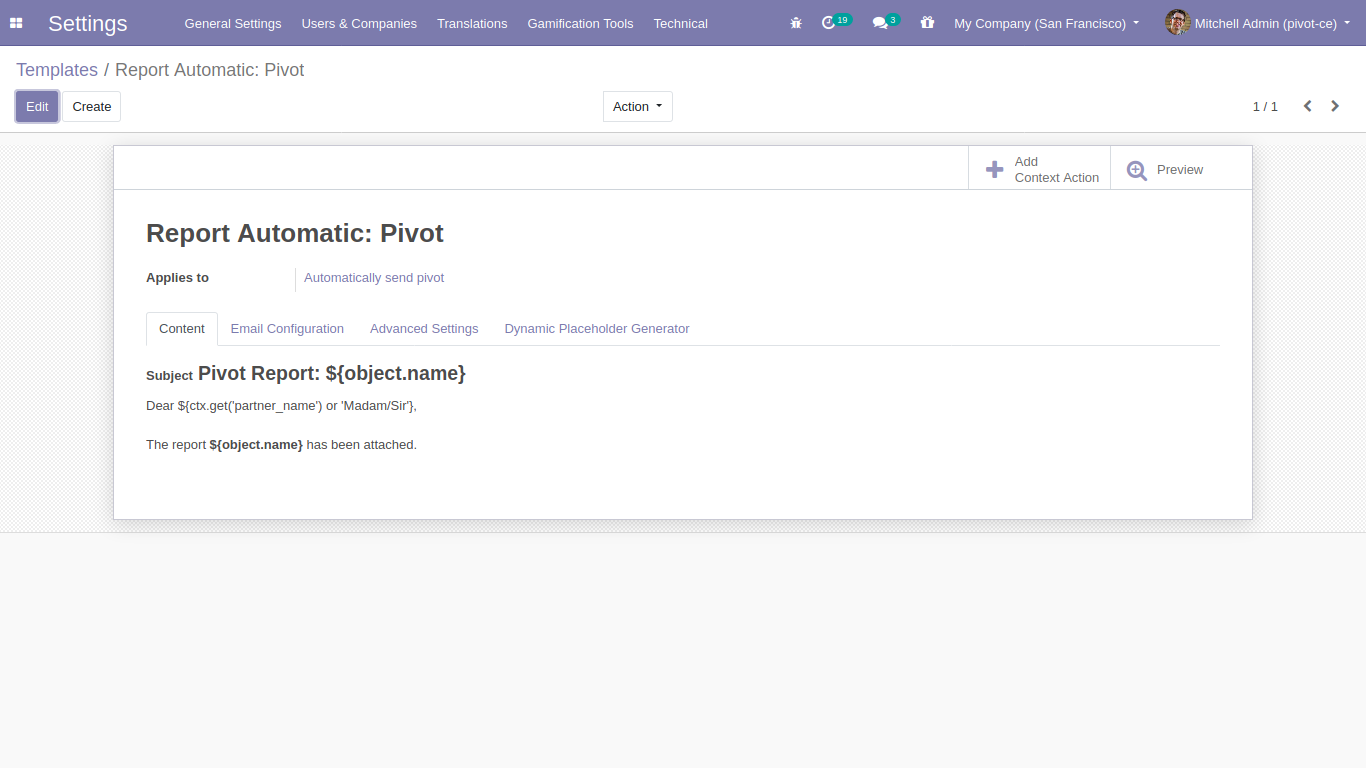 Settings General Settings Users & Companies Translations Gamification Tools Technical 19 3 My Company (San Francisco) Mitchell Admin (pivot-ce)
Templates / Report Automatic: Pivot
Edit Create Action 1 / 1
Add
Context Action
Preview
Report Automatic: Pivot
Applies to Automatically send pivot
Content Email Configuration Advanced Settings Dynamic Placeholder Generator
Subject Pivot Report: ${object.name}
Dear ${ctx.get('partner_name') or 'Madam/Sir'},
The report ${object.name} has been attached.